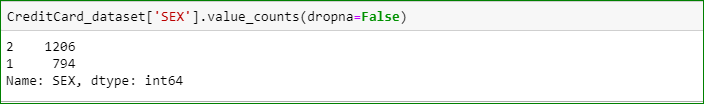 CreditCard_dataset['SEX'].value_counts(dropna=False)
2    1206
1     794
Name: SEX, dtype: int64